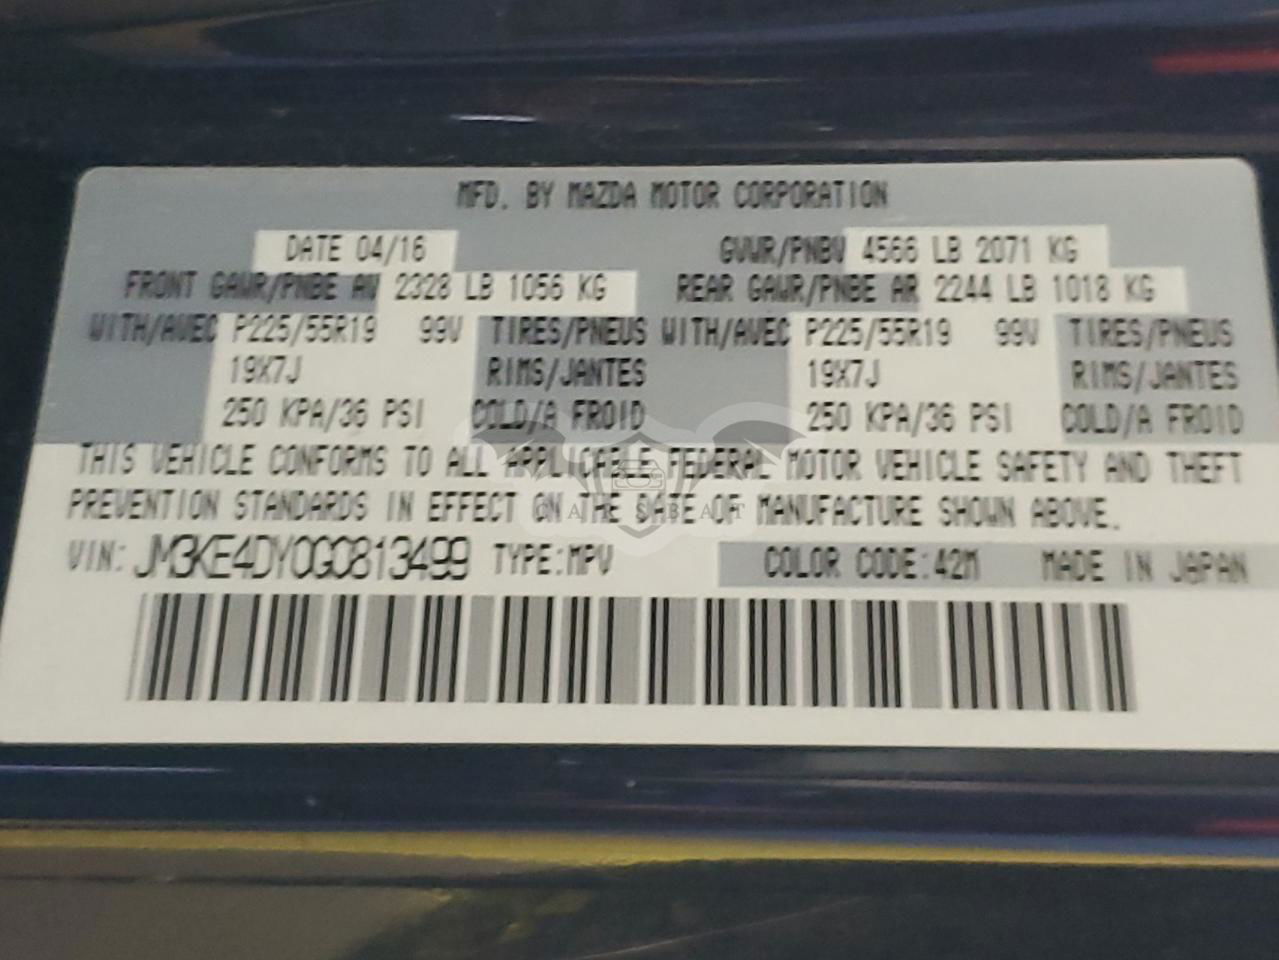 MFD. BY MAZDA MOTOR CORPORATION
DATE 04/16 GVWR/PNBV 4566 LB 2071 KG
FRONT GAWR/PNBE AV 2328 LB 1056 KG REAR GAWR/PNBE AR 2244 LB 1018 KG
WITH/AVEC P225/55R19 99V TIRES/PNEUS WITH/AVEC P225/55R19 99V TIRES/PNEUS
19X7J RIMS/JANTES 19X7J RIMS/JANTES
250 KPA/36 PSI COLD/A FROID 250 KPA/36 PSI COLD/A FROID
THIS VEHICLE CONFORMS TO ALL APPLICABLE FEDERAL MOTOR VEHICLE SAFETY AND THEFT
PREVENTION STANDARDS IN EFFECT ON THE DATE OF MANUFACTURE SHOWN ABOVE.
CARSBAT
VIN: JM3KE4DY0G0813499 TYPE:MPV COLOR CODE:42M MADE IN JAPAN